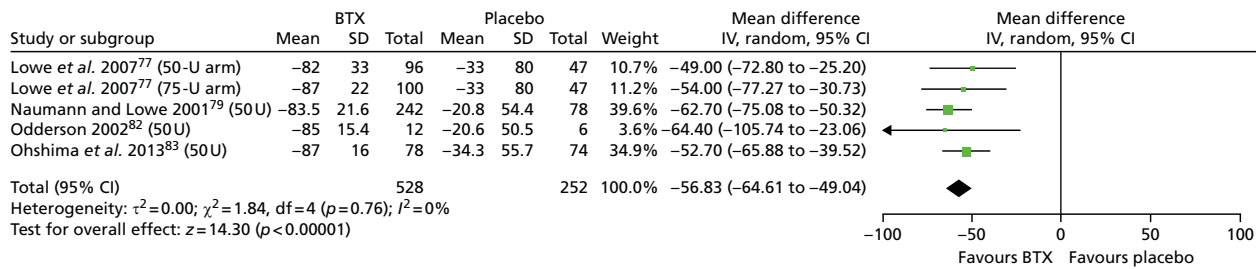 BTX Placebo Mean difference Mean difference
Study or subgroup Mean SD Total Mean SD Total Weight IV, random, 95% CI IV, random, 95% CI
Lowe et al. 2007⁷⁷ (50-U arm) −82 33 96 −33 80 47 10.7% −49.00 (−72.80 to −25.20)
Lowe et al. 2007⁷⁷ (75-U arm) −87 22 100 −33 80 47 11.2% −54.00 (−77.27 to −30.73)
Naumann and Lowe 2001⁷⁹ (50U) −83.5 21.6 242 −20.8 54.4 78 39.6% −62.70 (−75.08 to −50.32)
Odderson 2002⁸² (50U) −85 15.4 12 −20.6 50.5 6 3.6% −64.40 (−105.74 to −23.06)
Ohshima et al. 2013⁸³ (50U) −87 16 78 −34.3 55.7 74 34.9% −52.70 (−65.88 to −39.52)
Total (95% CI) 528 252 100.0% −56.83 (−64.61 to −49.04)
Heterogeneity: τ²=0.00; χ²=1.84, df=4 (p=0.76); I²=0%
Test for overall effect: z=14.30 (p<0.00001)
−100 −50 0 50 100
Favours BTX Favours placebo